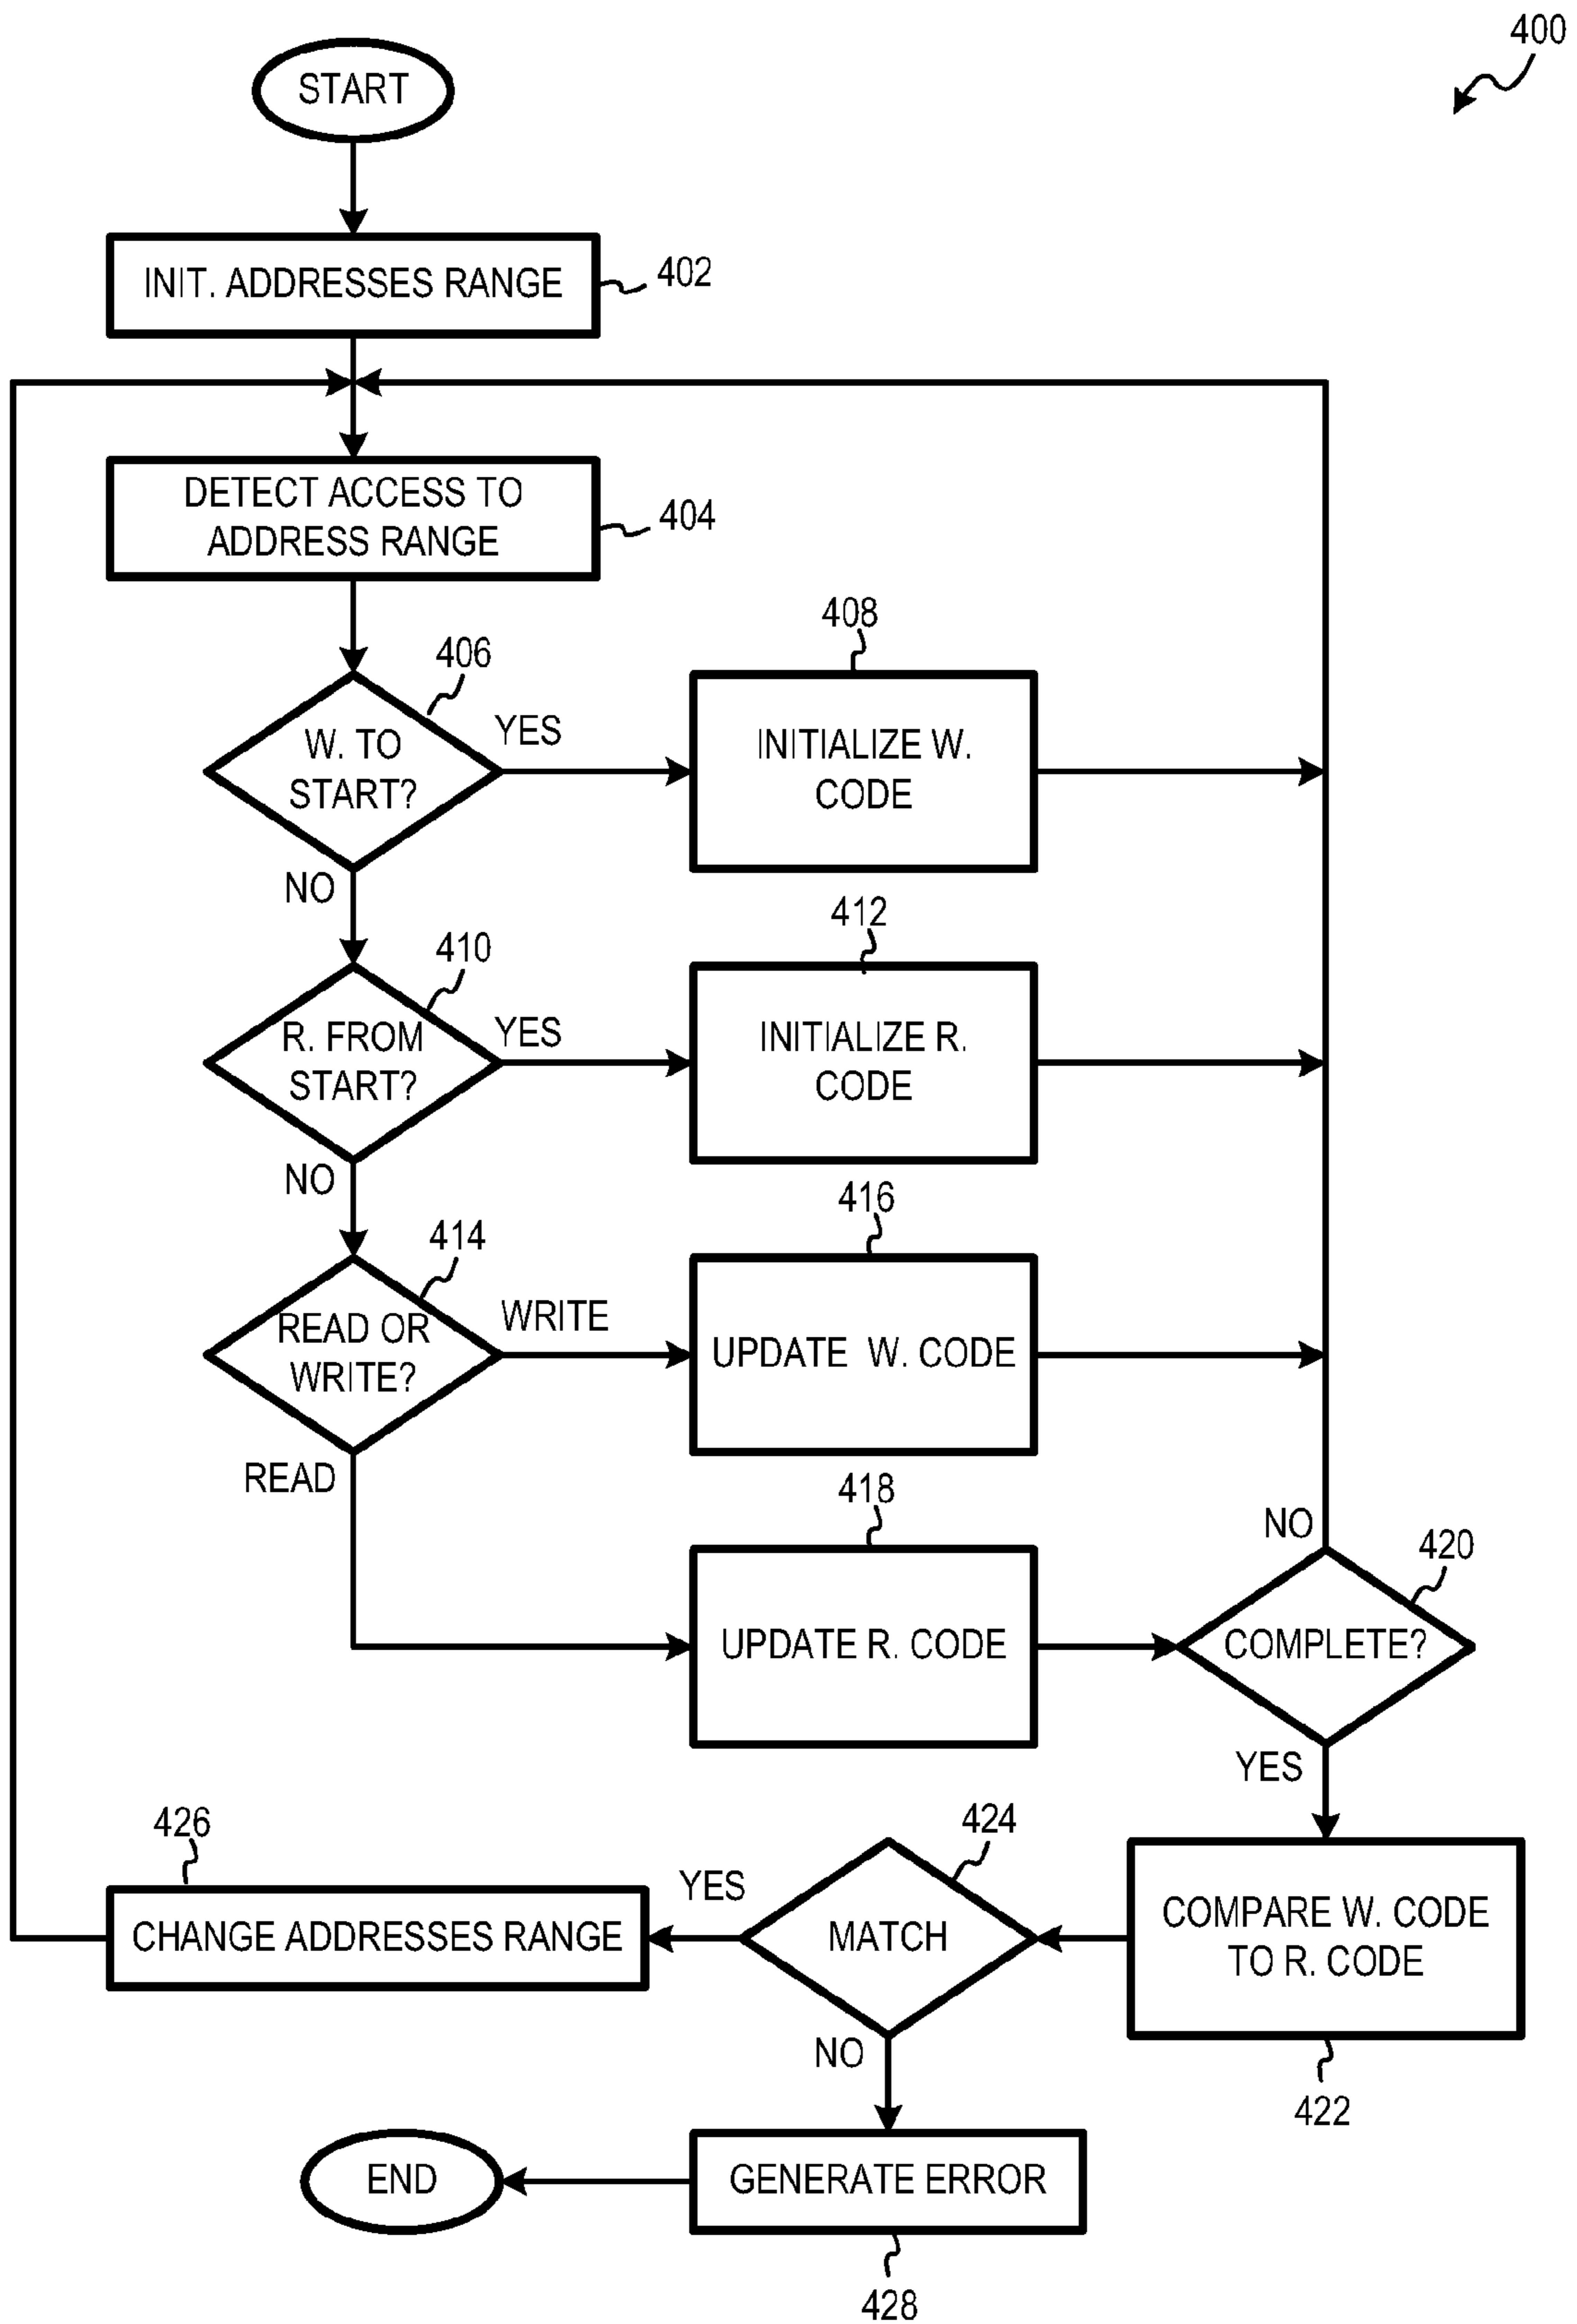 400
START
INIT. ADDRESSES RANGE
402
DETECT ACCESS TO
ADDRESS RANGE
404
406
W. TO
START?
YES
NO
408
INITIALIZE W.
CODE
410
R. FROM
START?
YES
NO
412
INITIALIZE R.
CODE
414
READ OR
WRITE?
WRITE
READ
416
UPDATE W. CODE
418
UPDATE R. CODE
NO
420
COMPLETE?
YES
426
CHANGE ADDRESSES RANGE
YES
424
MATCH
NO
COMPARE W. CODE
TO R. CODE
422
END
GENERATE ERROR
428